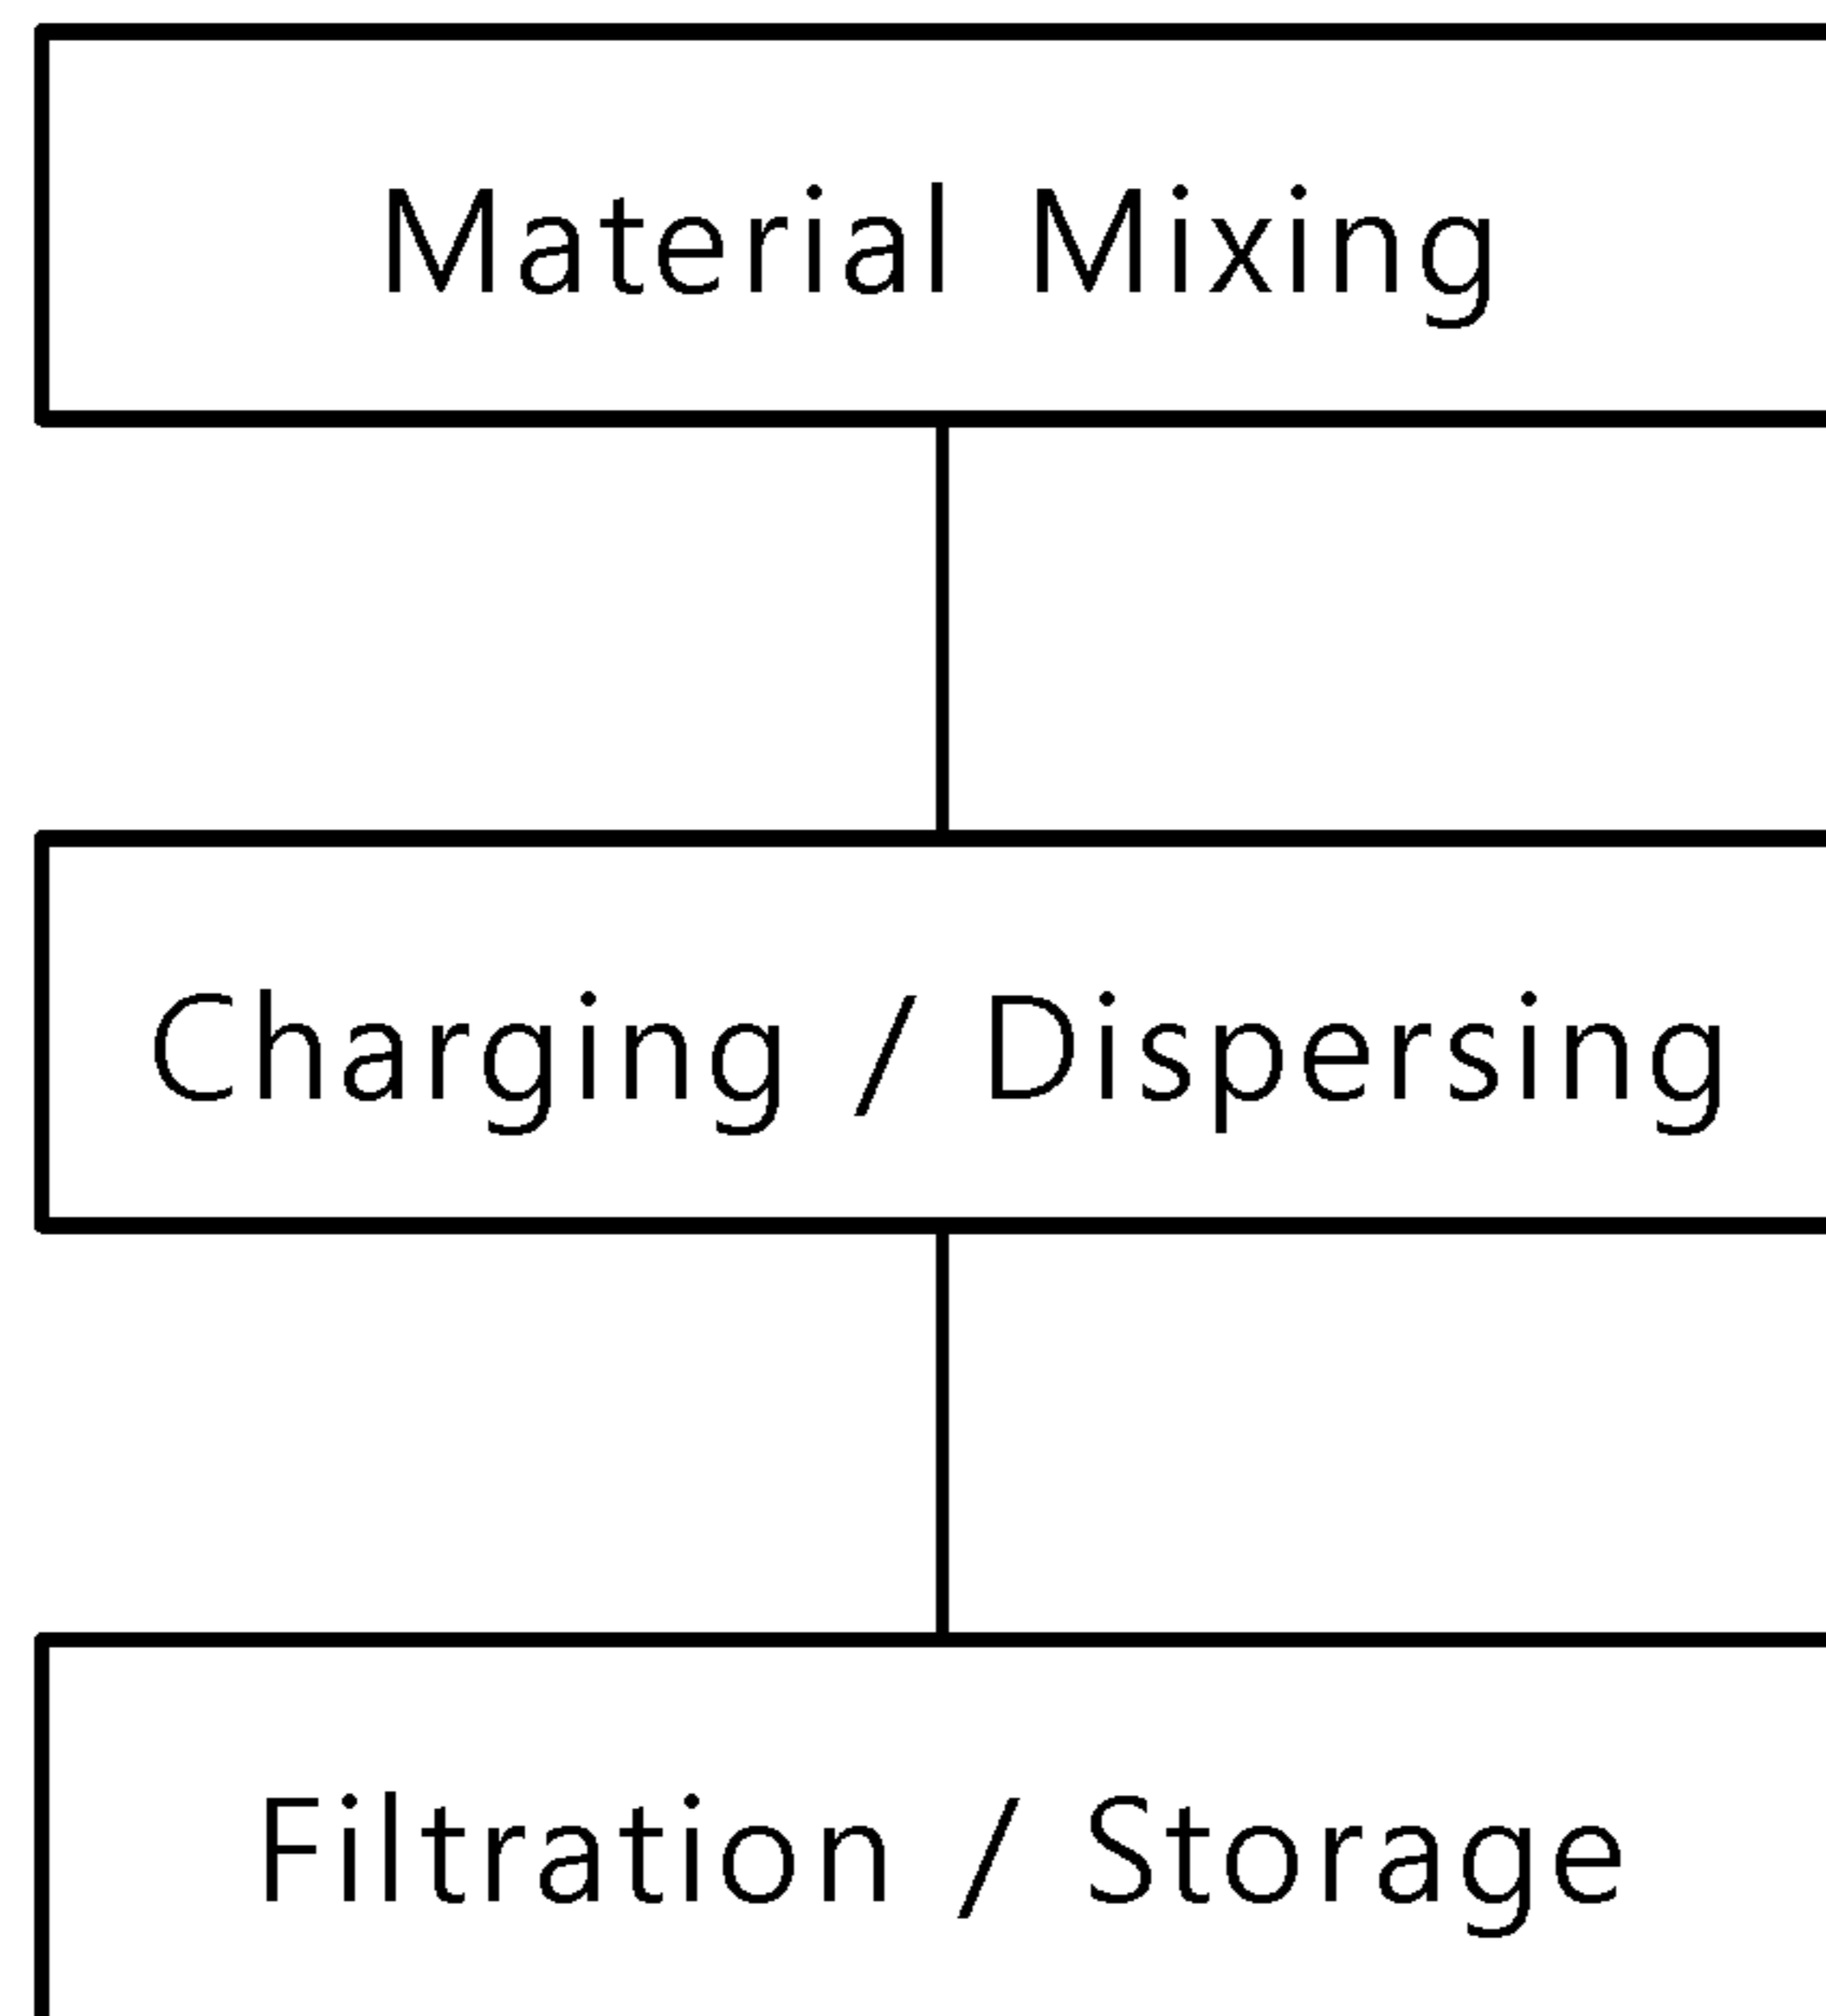 Material Mixing
Charging / Dispersing
Filtration / Storage